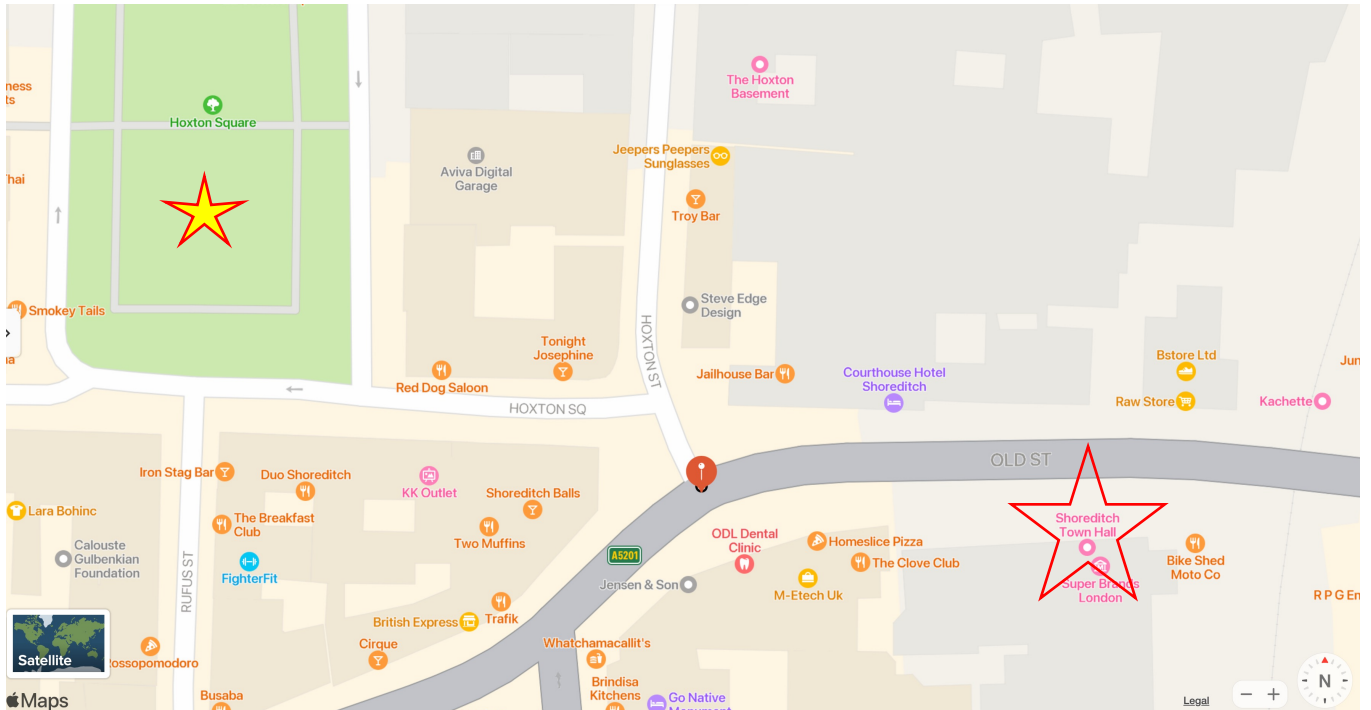 The Hoxton
Basement
ness
ts
Hoxton Square
Jeepers Peepers
Sunglasses
Aviva Digital
Garage
Thai
Troy Bar
Steve Edge
Design
Smokey Tails
HOXTON ST
Tonight
Josephine
Bstore Ltd
Jun
Red Dog Saloon
Jailhouse Bar
Courthouse Hotel
Shoreditch
Raw Store
Kachette
HOXTON SQ
OLD ST
Iron Stag Bar
Duo Shoreditch
KK Outlet
Shoreditch Balls
Lara Bohinc
The Breakfast
Club
Shoreditch
Town Hall
Two Muffins
ODL Dental
Clinic
Homeslice Pizza
Calouste
Gulbenkian
Foundation
A5201
The Clove Club
Bike Shed
Moto Co
FighterFit
RUFUS ST
Jensen & Son
M-Etech Uk
Super Brands
London
R P G En
British Express
Trafik
Cirque
Whatchamacallit's
Satellite
Rossopomodoro
Brindisa
Kitchens
Busaba
Go Native
Monument
Maps
Legal
N